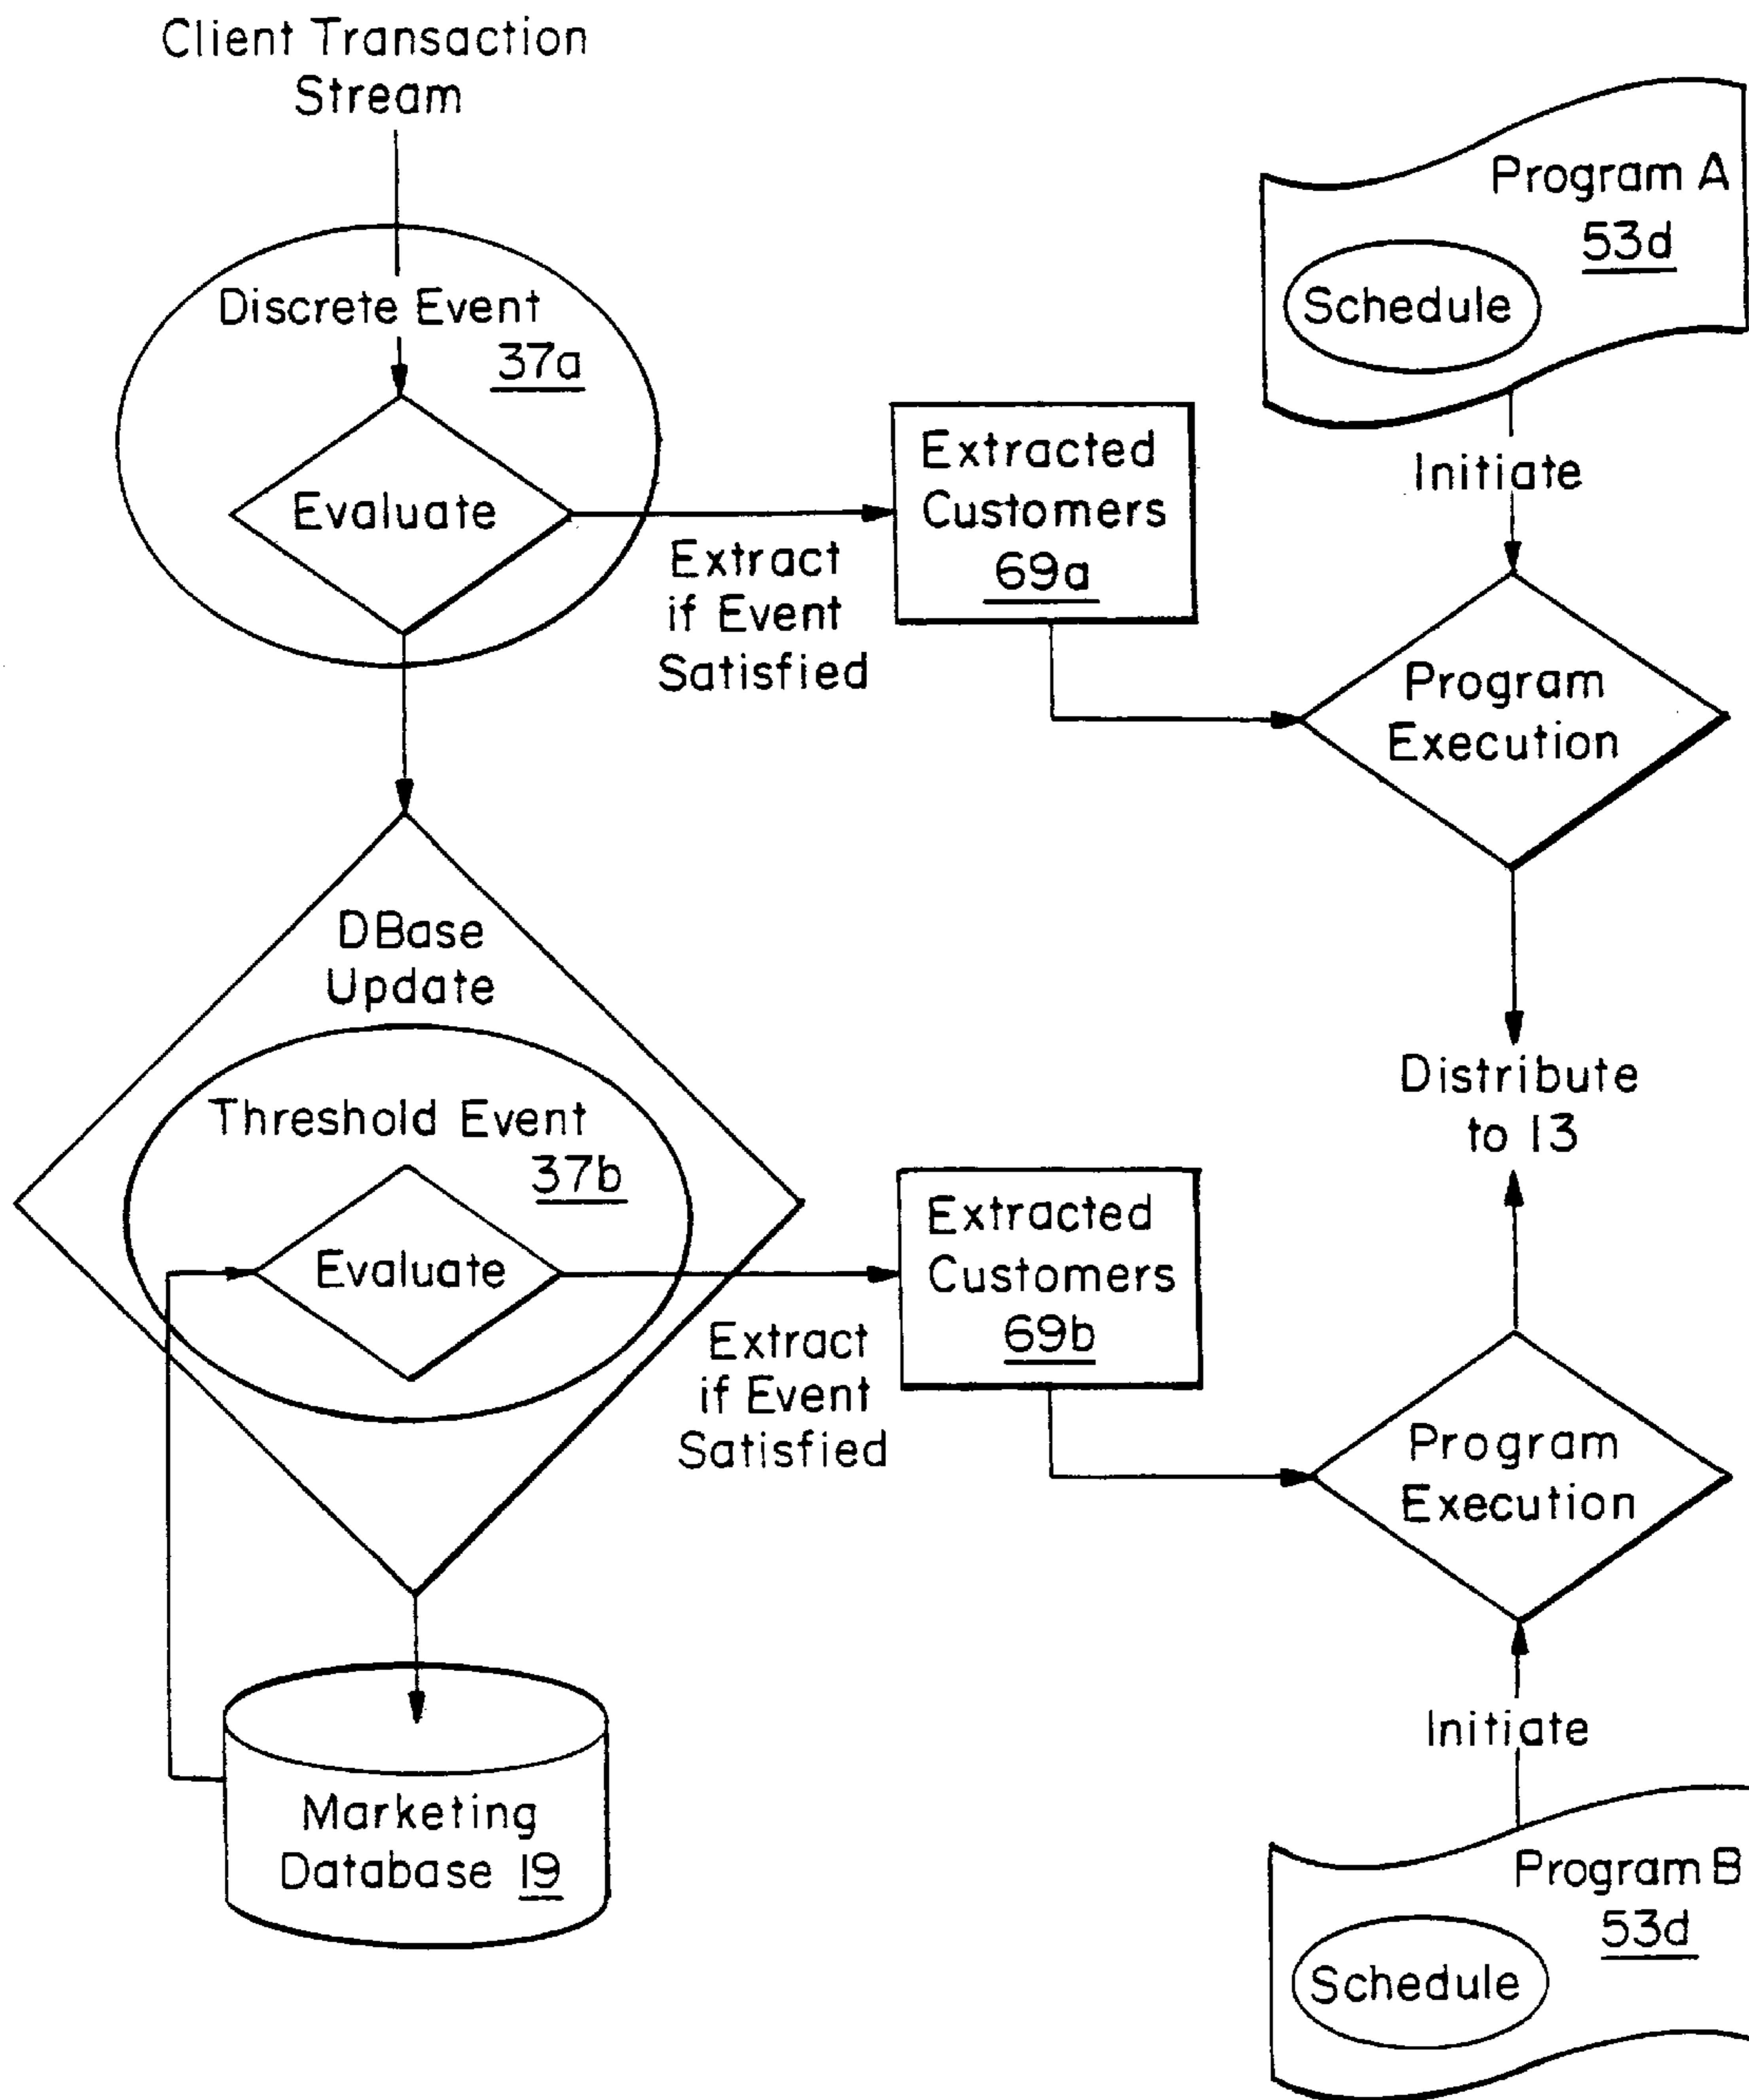 Client Transaction
Stream
Discrete Event
37a
Evaluate
Extract
if Event
Satisfied
Extracted
Customers
69a
Program A
53d
Schedule
Initiate
Program
Execution
Distribute
to 13
DBase
Update
Threshold Event
37b
Evaluate
Extract
if Event
Satisfied
Extracted
Customers
69b
Program
Execution
Initiate
Program B
53d
Schedule
Marketing
Database 19